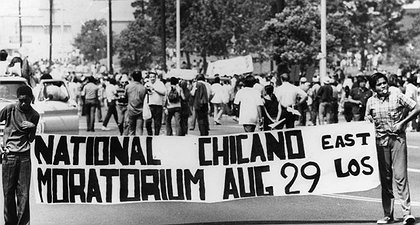 NATIONAL CHICANO EAST
MORATORIUM AUG 29 LOS